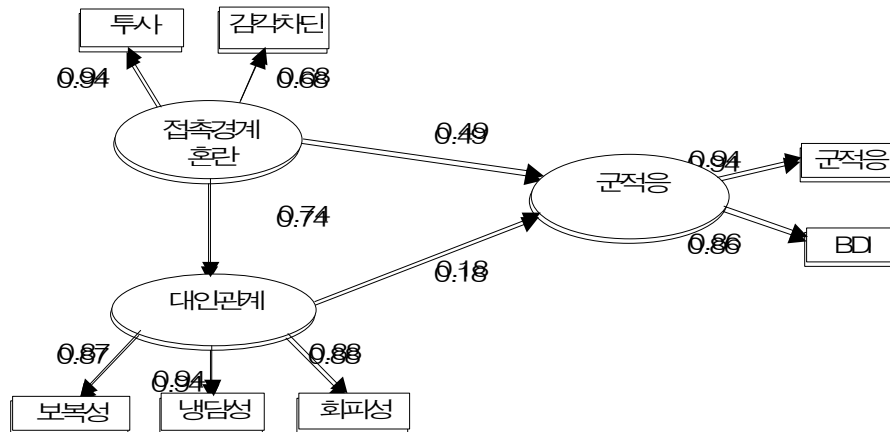 투사
감각차단
0.94
0.68
접촉경계
혼란
0.49
0.74
군적응
0.94
군적응
0.86
BDI
0.18
대인관계
0.87
0.94
0.88
보복성
냉담성
회피성